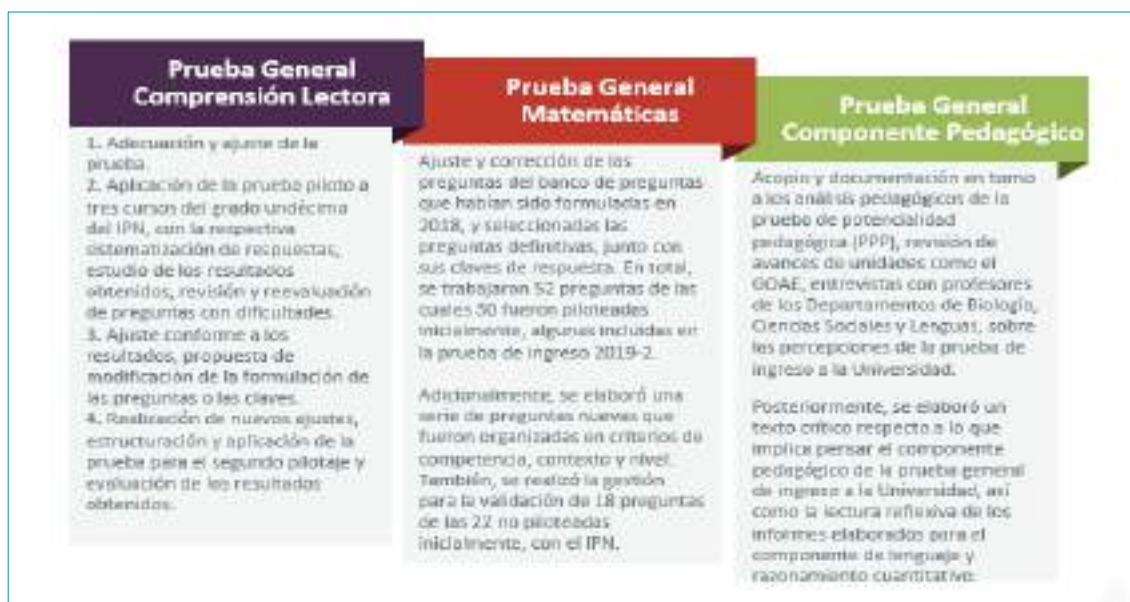 Prueba General
Comprensión Lectora
1. Adecuación y ajuste de la
prueba.
2. Aplicación de la prueba piloto a
tres cursos del grado undécimo
del IPN, con la respectiva
sistematización de respuestas,
estudio de los resultados
obtenidos, revisión y reevaluación
de preguntas con dificultades.
3. Ajuste conforme a los
resultados, propuesta de
modificación de la formulación de
las preguntas o las claves.
4. Realización de nuevos ajustes,
estructuración y aplicación de la
prueba para el segundo pilotaje y
evaluación de los resultados
obtenidos.
Prueba General
Matemáticas
Ajuste y corrección de las
preguntas del banco de preguntas
que habían sido formuladas en
2018, y seleccionadas las
preguntas definitivas, junto con
sus claves de respuesta. En total,
se trabajaron 52 preguntas de las
cuales 30 fueron piloteadas
inicialmente, algunas incluidas en
la prueba de ingreso 2019-2.
Adicionalmente, se elaboró una
serie de preguntas nuevas que
fueron organizadas en criterios de
competencia, contexto y nivel.
También, se realizó la gestión
para la validación de 18 preguntas
de las 22 no piloteadas
inicialmente, con el IPN.
Prueba General
Componente Pedagógico
Acopio y documentación en torno
a los análisis pedagógicos de la
prueba de potencialidad
pedagógica (PPP), revisión de
avances de unidades como el
GOAE, entrevistas con profesores
de los Departamentos de Biología,
Ciencias Sociales y Lenguas, sobre
las percepciones de la prueba de
ingreso a la Universidad.
Posteriormente, se elaboró un
texto crítico respecto a lo que
implica pensar el componente
pedagógico de la prueba general
de ingreso a la Universidad, así
como la lectura reflexiva de los
informes elaborados para el
componente de lenguaje y
razonamiento cuantitativo.